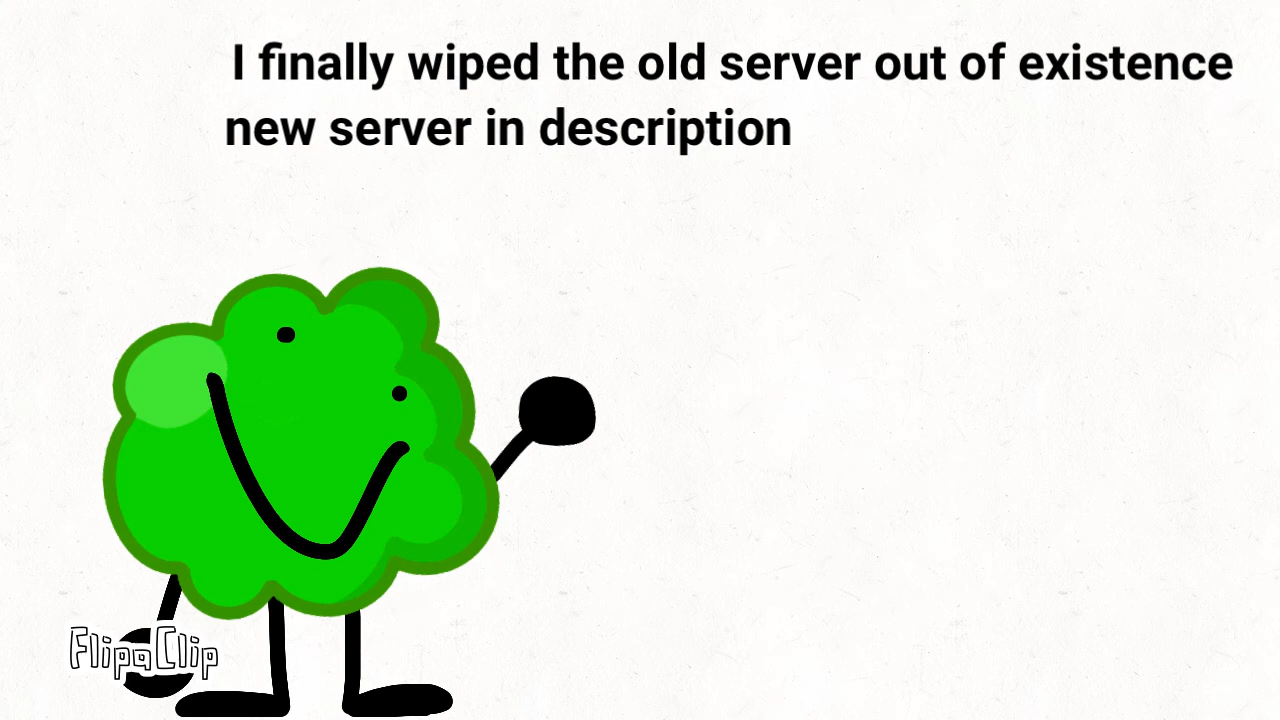 I finally wiped the old server out of existence
new server in description
FlipaClip